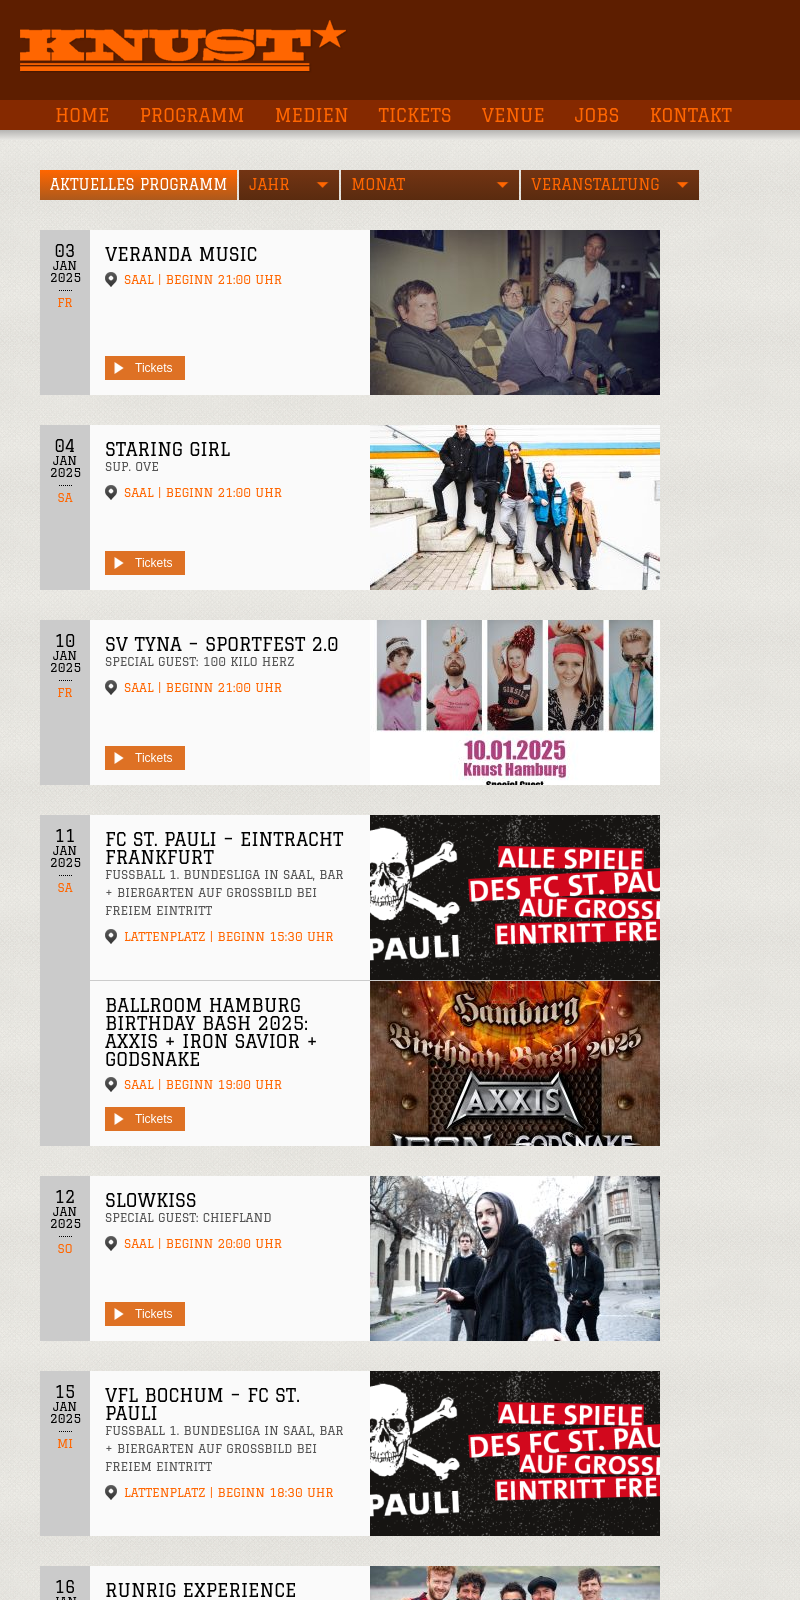 KNUST
HOME PROGRAMM MEDIEN TICKETS VENUE JOBS KONTAKT
AKTUELLES PROGRAMM JAHR MONAT VERANSTALTUNG
03
JAN
2025
FR
VERANDA MUSIC
SAAL | BEGINN 21:00 UHR
Tickets
04
JAN
2025
SA
STARING GIRL
SUP. OVE
SAAL | BEGINN 21:00 UHR
Tickets
10
JAN
2025
FR
SV TYNA – SPORTFEST 2.0
SPECIAL GUEST: 100 KILO HERZ
SAAL | BEGINN 21:00 UHR
Tickets
10.01.2025
Knust Hamburg
Special Guest
11
JAN
2025
SA
FC ST. PAULI – EINTRACHT
FRANKFURT
FUSSBALL 1. BUNDESLIGA IN SAAL, BAR
+ BIERGARTEN AUF GROSSBILD BEI
FREIEM EINTRITT
LATTENPLATZ | BEGINN 15:30 UHR
PAULI
ALLE SPIELE
DES FC ST. PAU
AUF GROSS
EINTRITT FRE
BALLROOM HAMBURG
BIRTHDAY BASH 2025:
AXXIS + IRON SAVIOR +
GODSNAKE
SAAL | BEGINN 19:00 UHR
Tickets
Hamburg
Birthday Bash 2025
AXXIS
IRON GODSNAKE
12
JAN
2025
SO
SLOWKISS
SPECIAL GUEST: CHIEFLAND
SAAL | BEGINN 20:00 UHR
Tickets
15
JAN
2025
MI
VFL BOCHUM – FC ST.
PAULI
FUSSBALL 1. BUNDESLIGA IN SAAL, BAR
+ BIERGARTEN AUF GROSSBILD BEI
FREIEM EINTRITT
LATTENPLATZ | BEGINN 18:30 UHR
PAULI
ALLE SPIELE
DES FC ST. PAU
AUF GROSS
EINTRITT FRE
16
JAN
RUNRIG EXPERIENCE